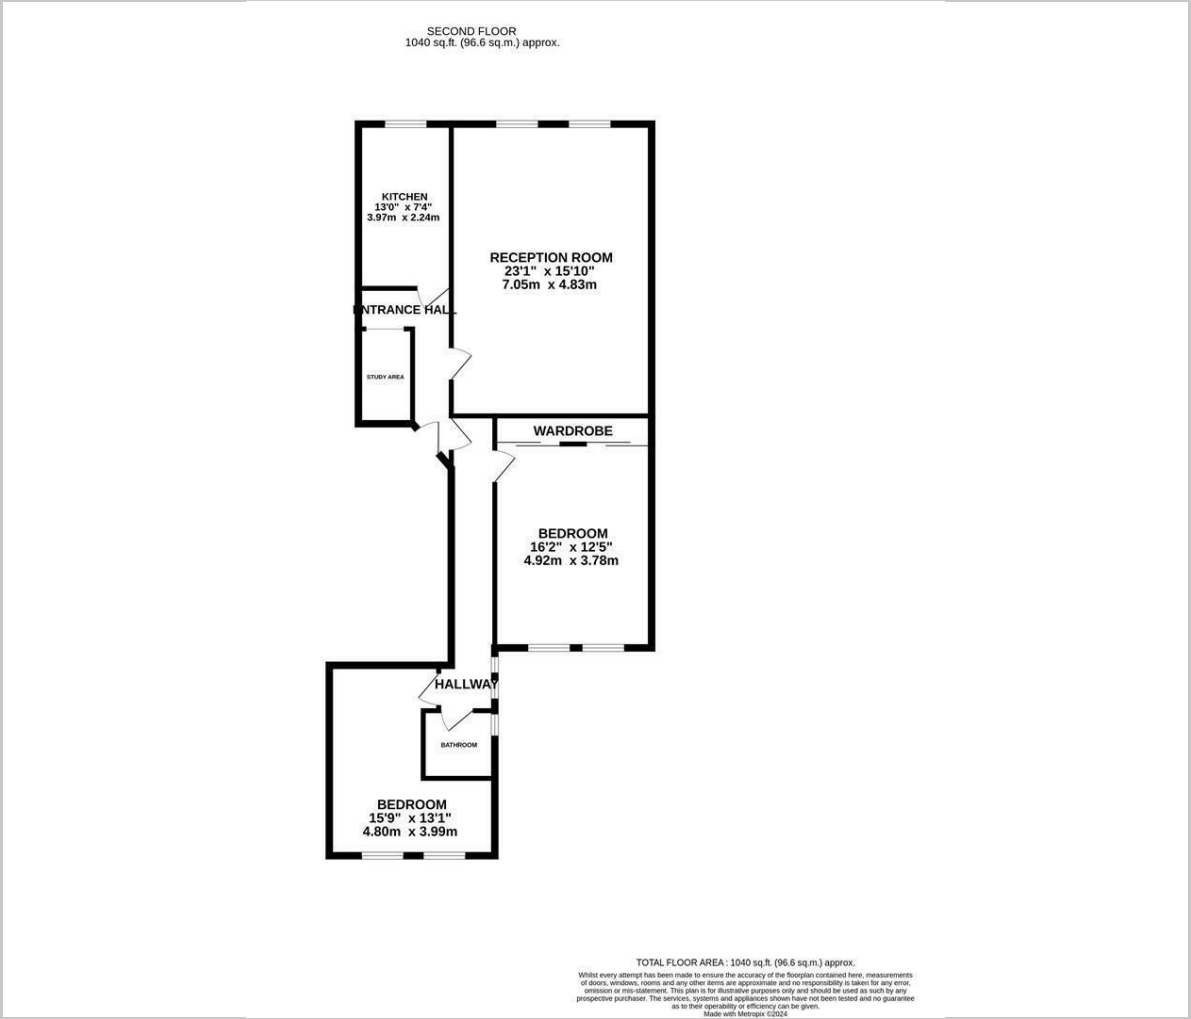 SECOND FLOOR
1040 sq.ft. (96.6 sq.m.) approx.
KITCHEN
13'0" x 7'4"
3.97m x 2.24m
RECEPTION ROOM
23'1" x 15'10"
7.05m x 4.83m
ENTRANCE HALL
STUDY AREA
WARDROBE
BEDROOM
16'2" x 12'5"
4.92m x 3.78m
HALLWAY
BATHROOM
BEDROOM
15'9" x 13'1"
4.80m x 3.99m
TOTAL FLOOR AREA : 1040 sq.ft. (96.6 sq.m.) approx.
Whilst every attempt has been made to ensure the accuracy of the floorplan contained here, measurements
of doors, windows, rooms and any other items are approximate and no responsibility is taken for any error,
omission or mis-statement. This plan is for illustrative purposes only and should be used as such by any
prospective purchaser. The services, systems and appliances shown have not been tested and no guarantee
as to their operability or efficiency can be given.
Made with Metropix ©2024